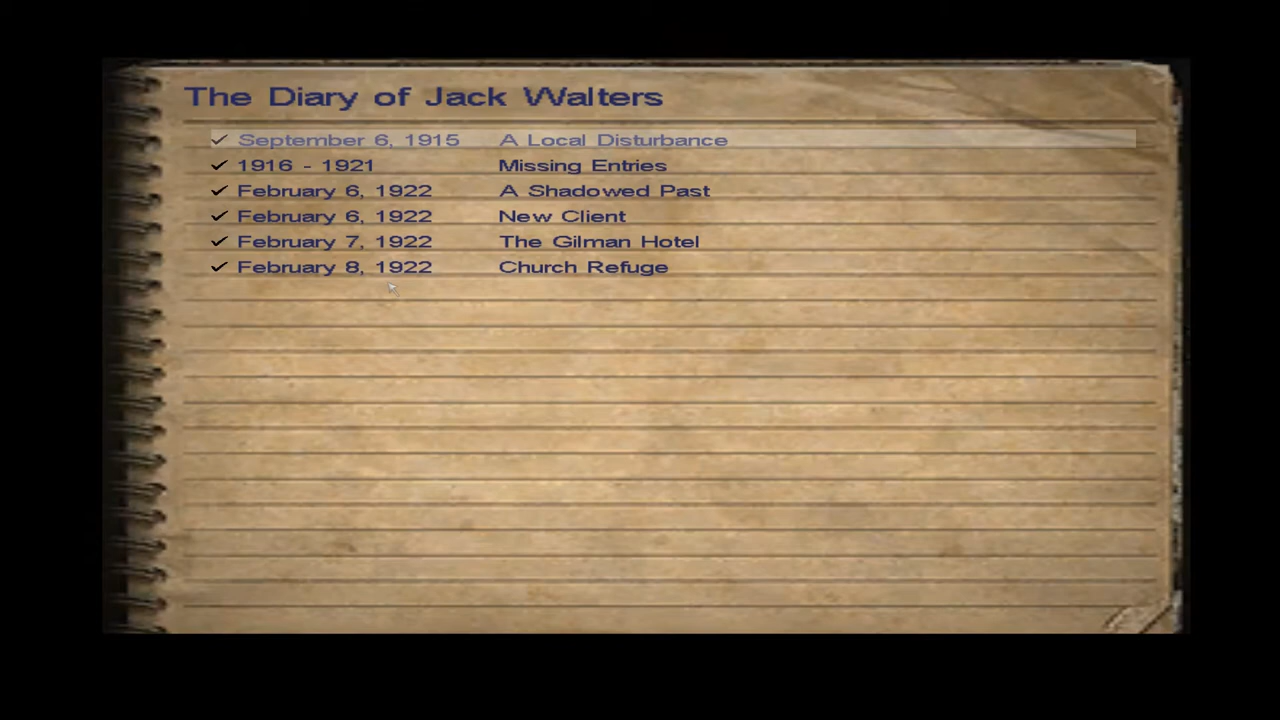 The Diary of Jack Walters
✓ September 6, 1915 A Local Disturbance
✓ 1916 - 1921 Missing Entries
✓ February 6, 1922 A Shadowed Past
✓ February 6, 1922 New Client
✓ February 7, 1922 The Gilman Hotel
✓ February 8, 1922 Church Refuge